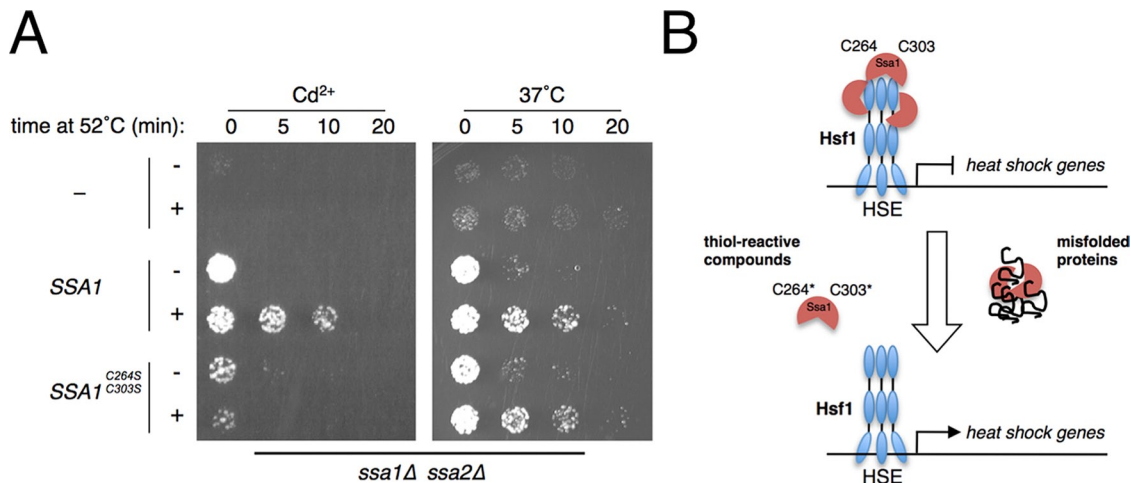 A
Cd²⁺
37˚C
time at 52˚C (min):
0 5 10 20
0 5 10 20
–
-
+
SSA1
-
+
SSA1 C264S C303S
-
+
ssa1Δ ssa2Δ
B
C264 C303
Ssa1
Hsf1
heat shock genes
HSE
thiol-reactive
compounds
misfolded
proteins
C264* C303*
Ssa1
Hsf1
heat shock genes
HSE